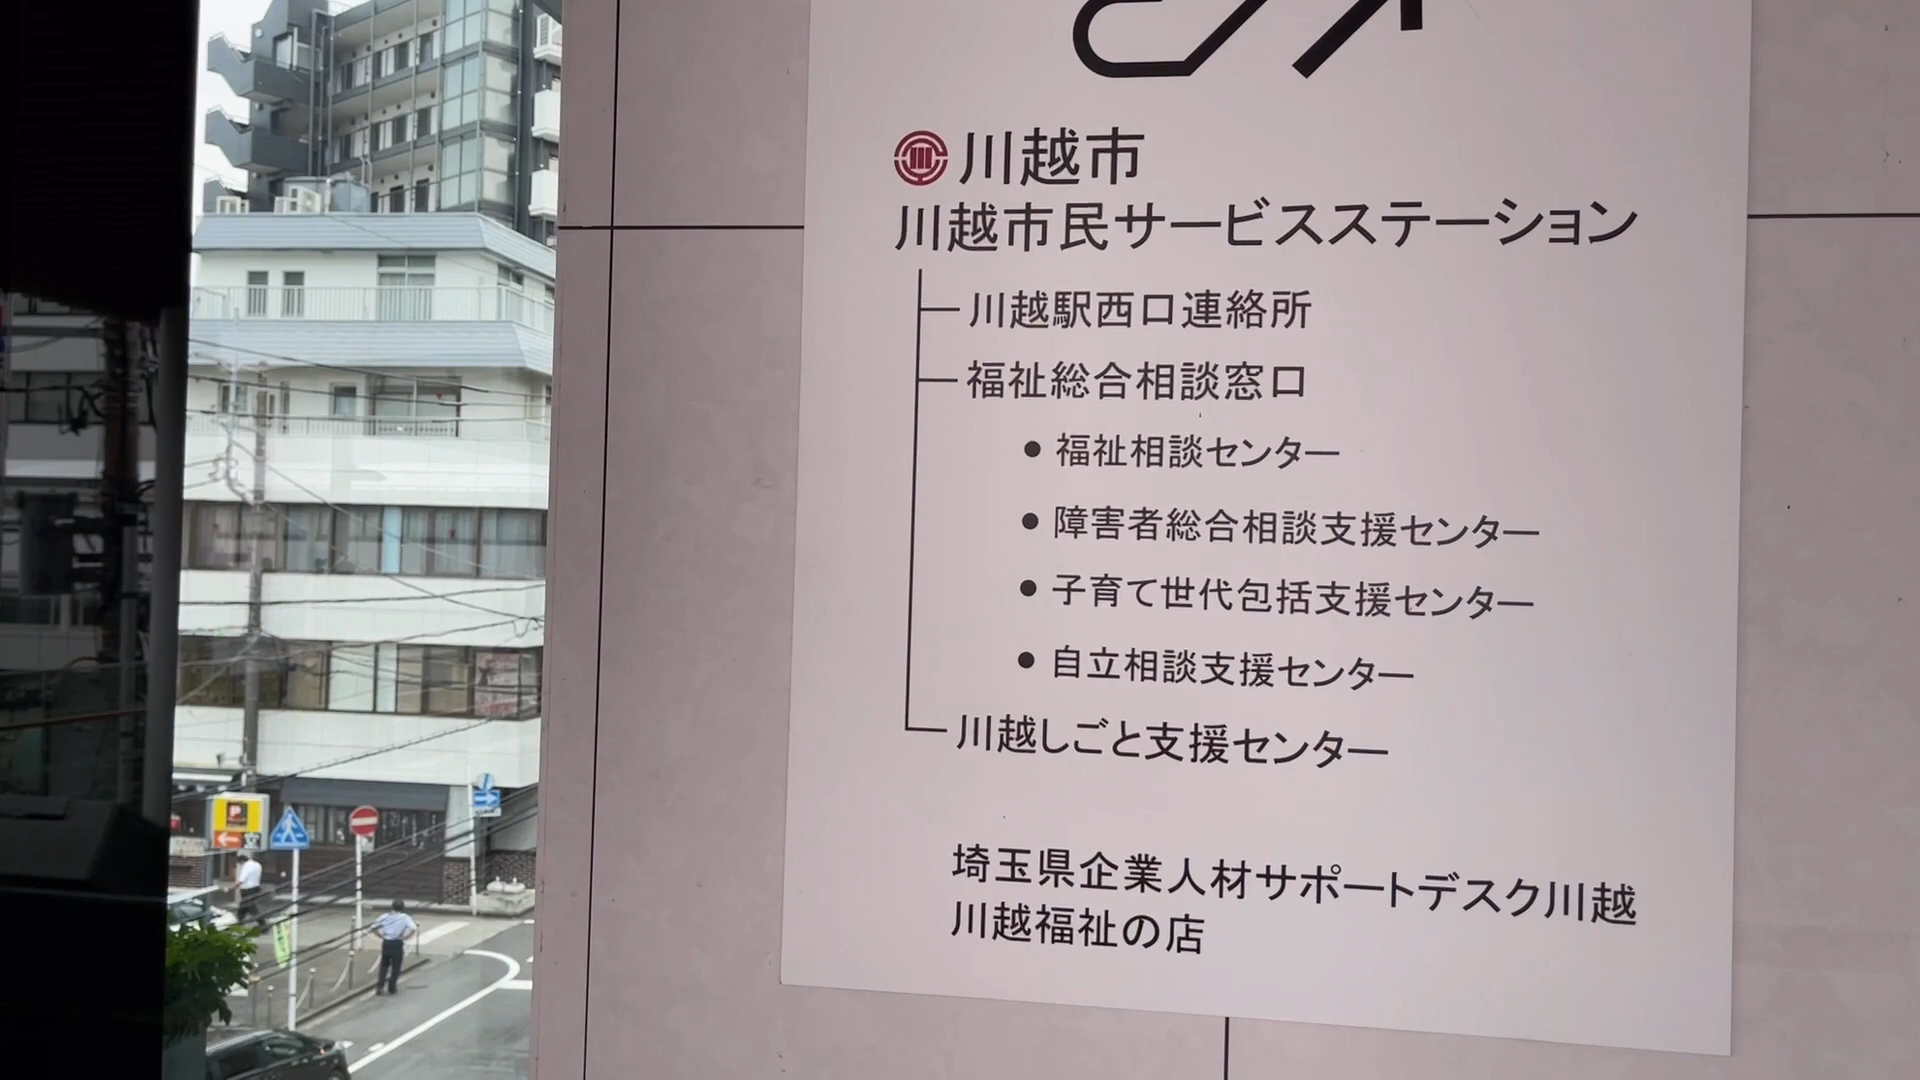 川越市
川越市民サービスステーション
川越駅西口連絡所
福祉総合相談窓口
● 福祉相談センター
● 障害者総合相談支援センター
● 子育て世代包括支援センター
● 自立相談支援センター
川越しごと支援センター
埼玉県企業人材サポートデスク川越
川越福祉の店
P